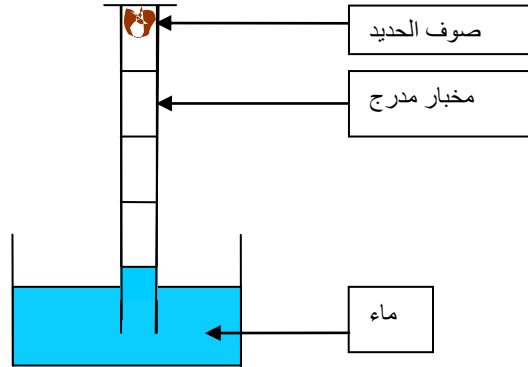 صوف الحديد
مخبار مدرج
ماء